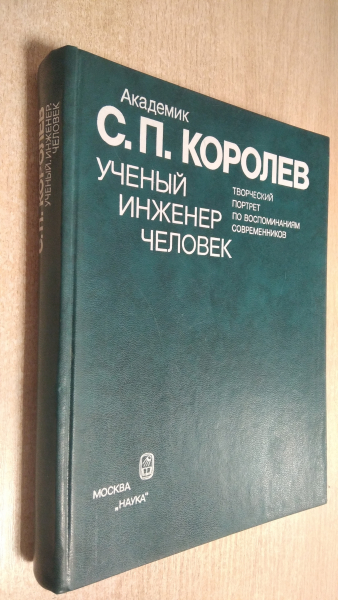 Академик
С. П. КОРОЛЕВ
УЧЕНЫЙ
ИНЖЕНЕР
ЧЕЛОВЕК
ТВОРЧЕСКИЙ
ПОРТРЕТ
ПО ВОСПОМИНАНИЯМ
СОВРЕМЕННИКОВ
МОСКВА
„НАУКА"
С. П. КОРОЛЕВ
УЧЕНЫЙ. ИНЖЕНЕР
ЧЕЛОВЕК